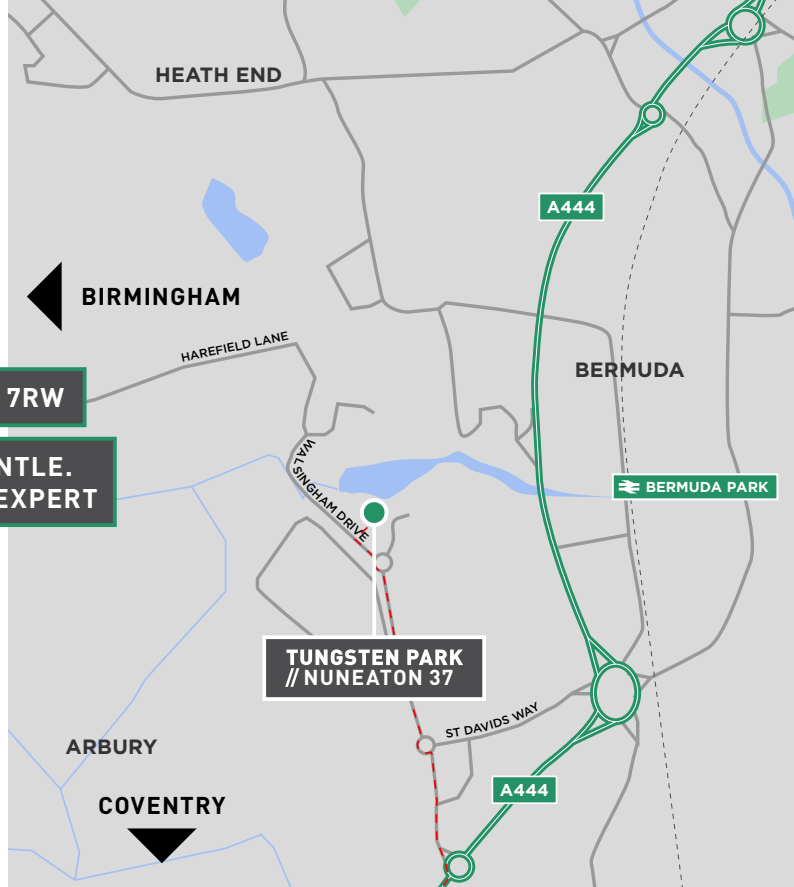 HEATH END
A444
BIRMINGHAM
HAREFIELD LANE
BERMUDA
7RW
NTLE.
EXPERT
WALSINGHAM DRIVE
BERMUDA PARK
TUNGSTEN PARK
// NUNEATON 37
ST DAVIDS WAY
ARBURY
A444
COVENTRY